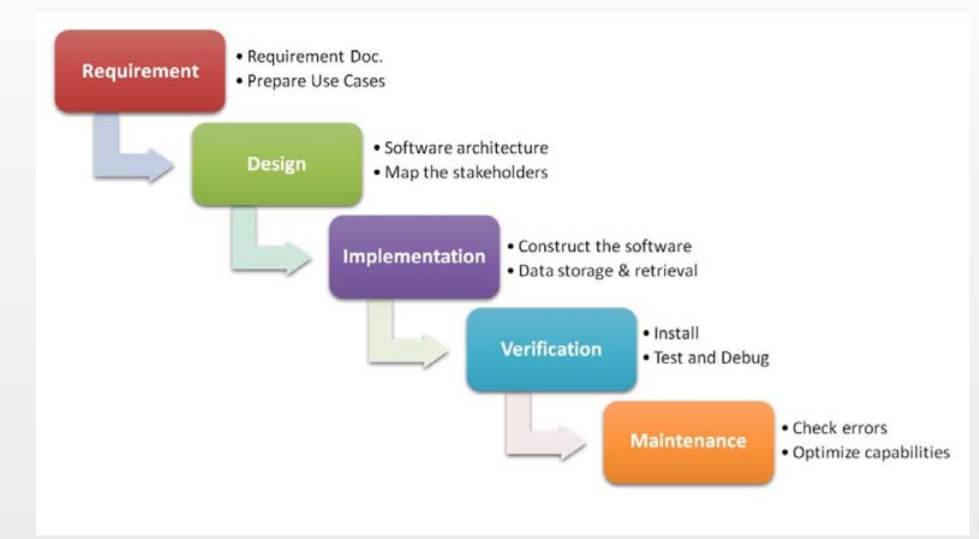 Requirement
• Requirement Doc.
• Prepare Use Cases
Design
• Software architecture
• Map the stakeholders
Implementation
• Construct the software
• Data storage & retrieval
Verification
• Install
• Test and Debug
Maintenance
• Check errors
• Optimize capabilities